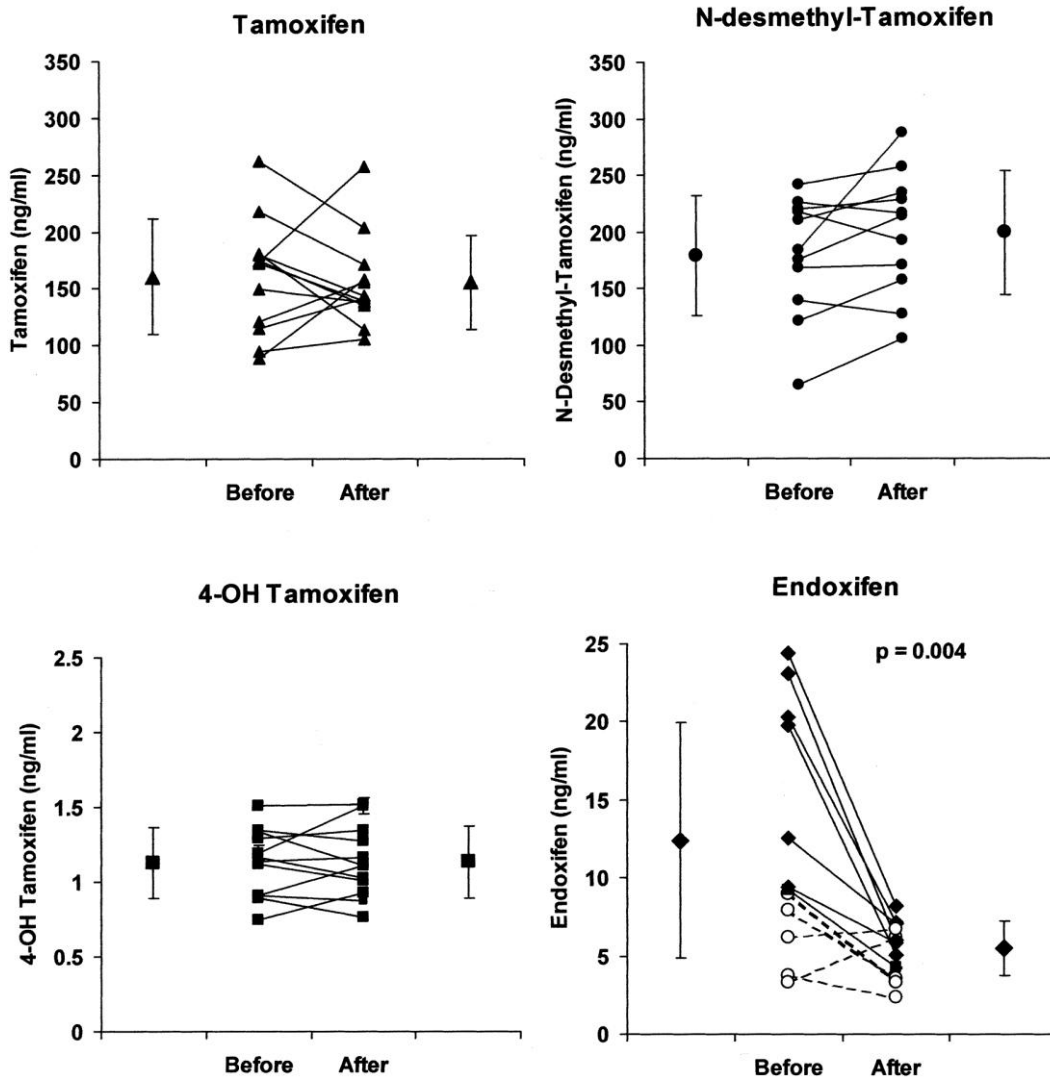 Tamoxifen
Tamoxifen (ng/ml)
350
300
250
200
150
100
50
0
Before After
N-desmethyl-Tamoxifen
N-Desmethyl-Tamoxifen (ng/ml)
350
300
250
200
150
100
50
0
Before After
4-OH Tamoxifen
4-OH Tamoxifen (ng/ml)
2.5
2
1.5
1
0.5
0
Before After
Endoxifen
p = 0.004
Endoxifen (ng/ml)
25
20
15
10
5
0
Before After